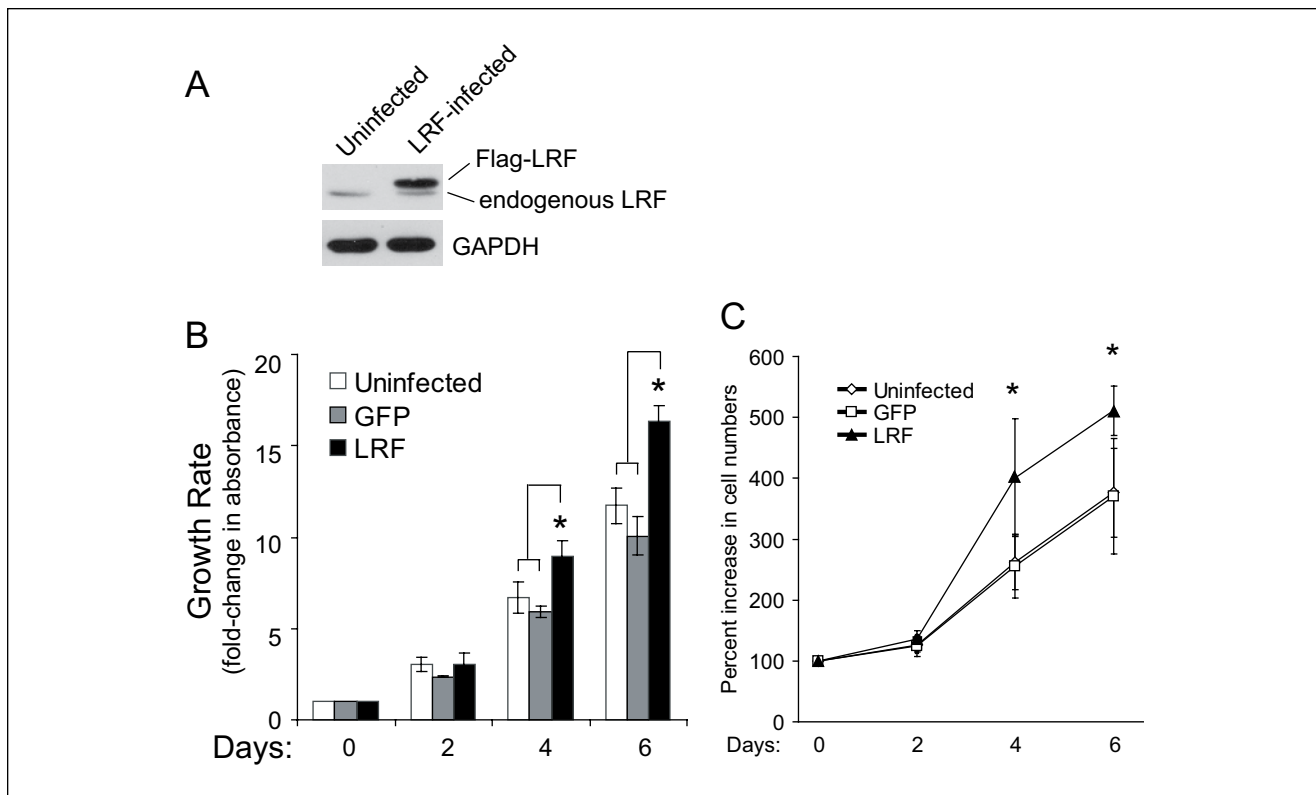 A
Uninfected
LRF-infected
Flag-LRF
endogenous LRF
GAPDH
B
Growth Rate
(fold-change in absorbance)
20
15
10
5
0
Uninfected
GFP
LRF
*
*
Days: 0 2 4 6
C
Percent increase in cell numbers
600
500
400
300
200
100
0
Uninfected
GFP
LRF
*
*
Days: 0 2 4 6